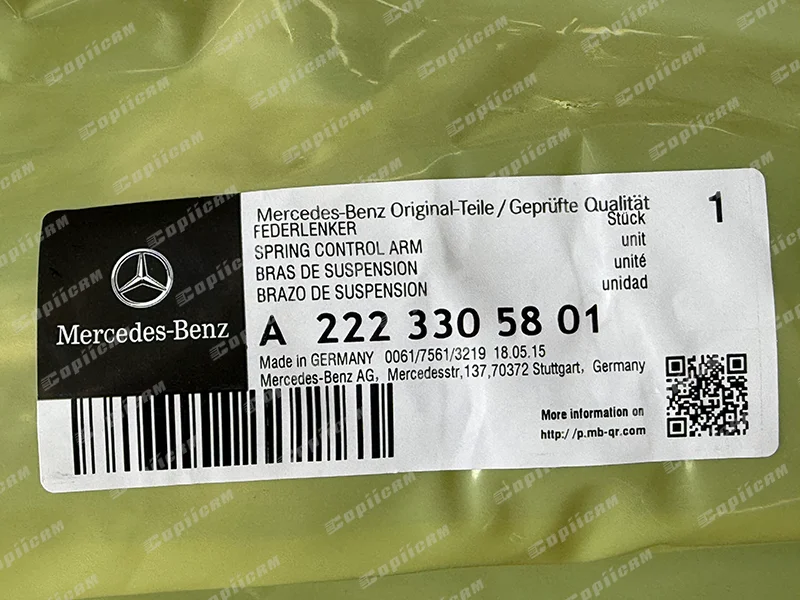 Mercedes-Benz
Mercedes-Benz Original-Teile / Geprüfte Qualität
FEDERLENKER Stück 1
SPRING CONTROL ARM unit
BRAS DE SUSPENSION unité
BRAZO DE SUSPENSION unidad
A 222 330 58 01
Made in GERMANY 0061/7561/3219 18.05.15
Mercedes-Benz AG, Mercedesstr,137,70372 Stuttgart, Germany
More information on
http://p.mb-qr.com
Copiicam